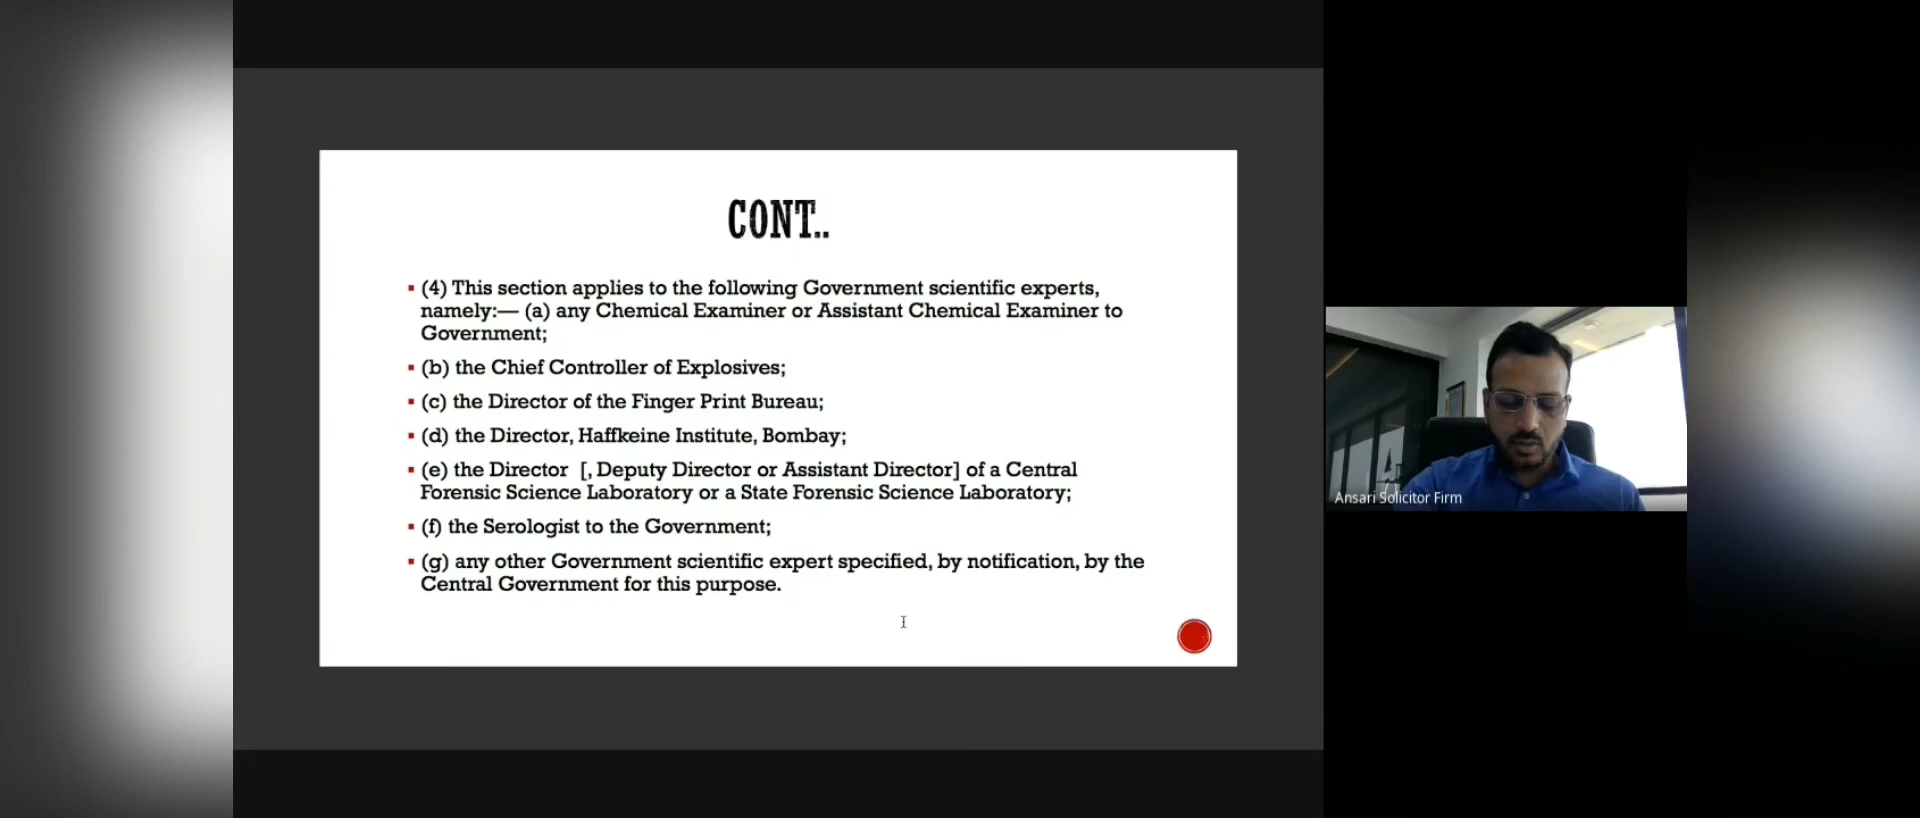 CONT..
(4) This section applies to the following Government scientific experts,
namely:— (a) any Chemical Examiner or Assistant Chemical Examiner to
Government;
(b) the Chief Controller of Explosives;
(c) the Director of the Finger Print Bureau;
(d) the Director, Haffkeine Institute, Bombay;
(e) the Director [, Deputy Director or Assistant Director] of a Central
Forensic Science Laboratory or a State Forensic Science Laboratory;
(f) the Serologist to the Government;
(g) any other Government scientific expert specified, by notification, by the
Central Government for this purpose.
Ansari Solicitor Firm